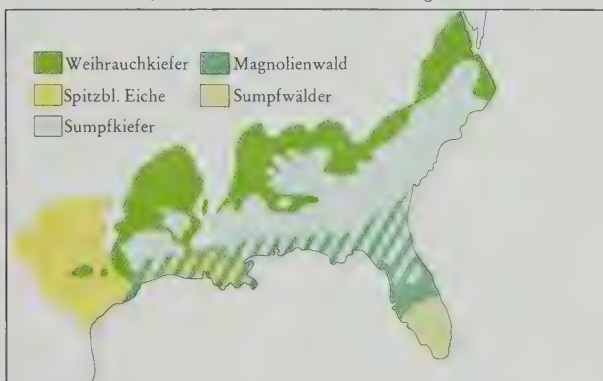 Weihrauchkiefer
Magnolienwald
Spitzbl. Eiche
Sumpfwälder
Sumpfkiefer